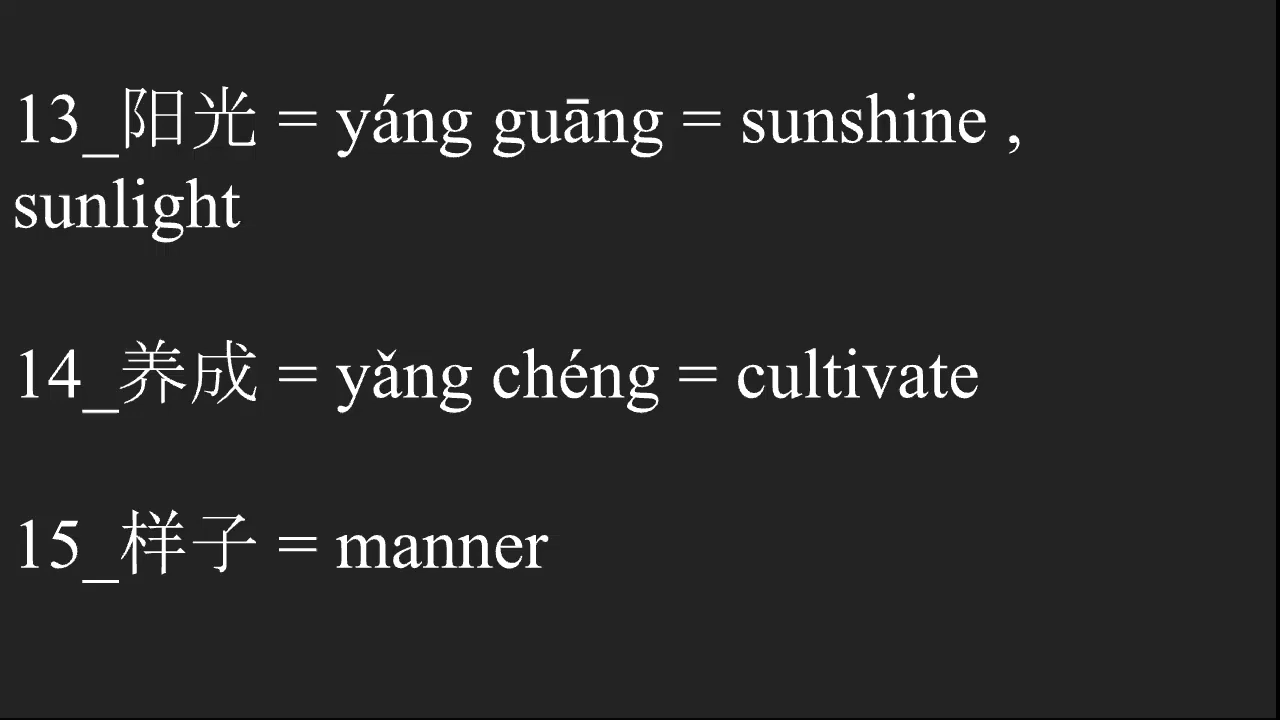 13_阳光 = yáng guāng = sunshine ,
sunlight
14_养成 = yǎng chéng = cultivate
15_样子 = manner